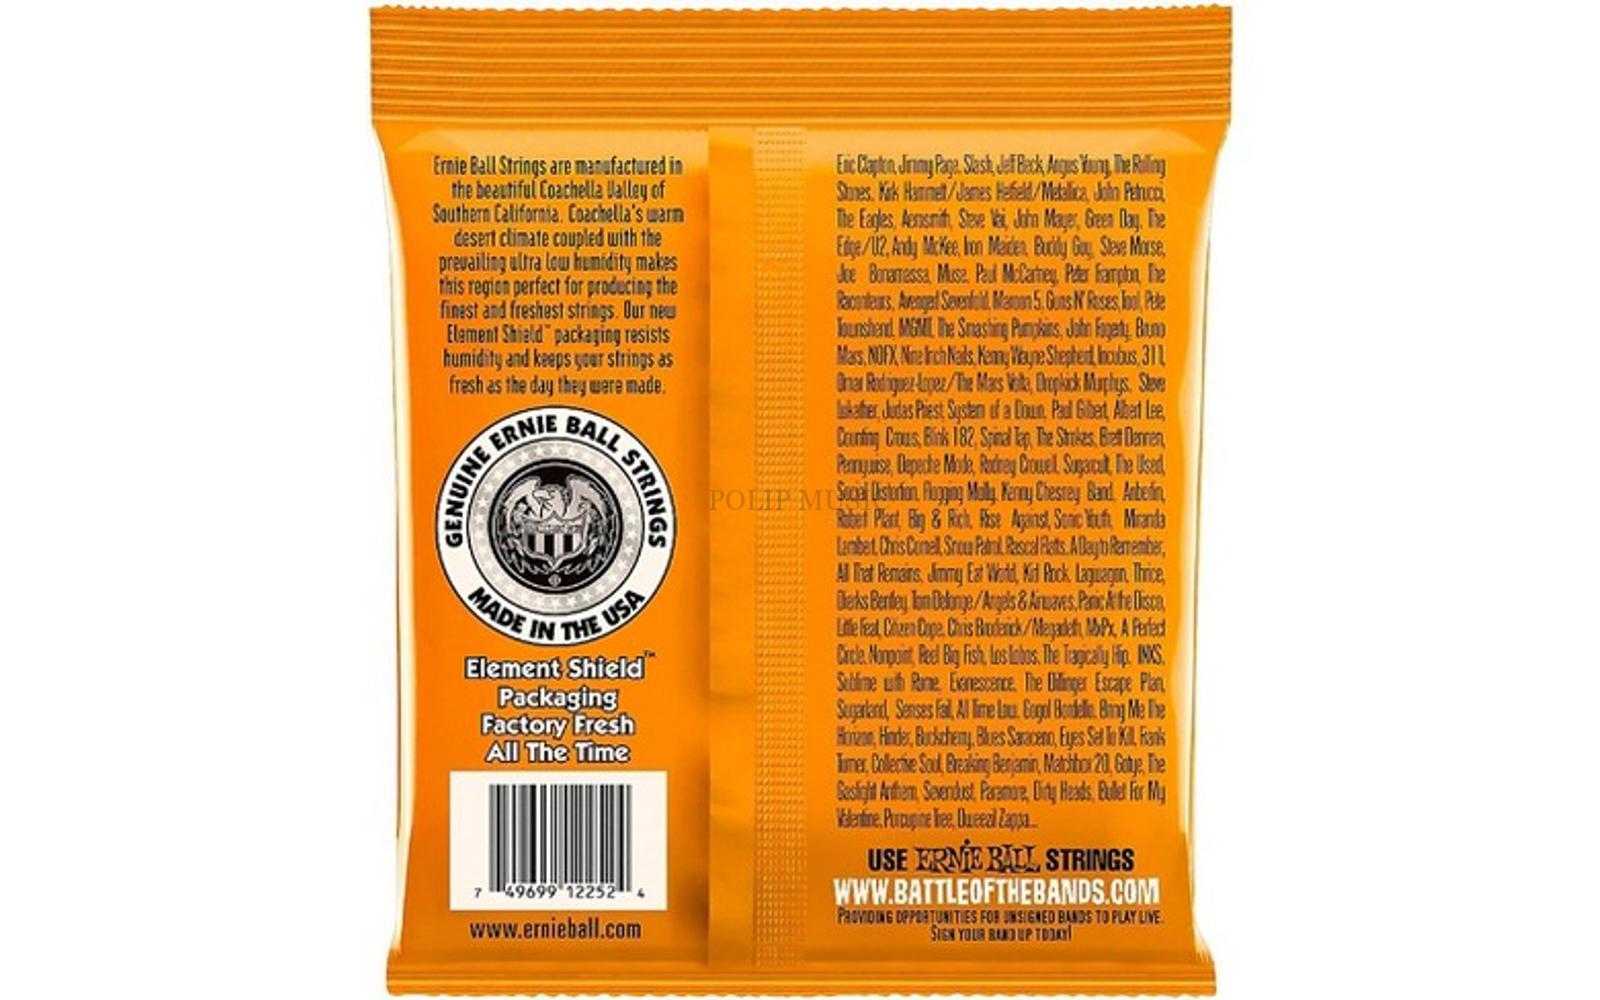 Ernie Ball Strings are manufactured in
the beautiful Coachella Valley of
Southern California. Coachella's warm
desert climate coupled with the
prevailing ultra low humidity makes
this region perfect for producing the
finest and freshest strings. Our new
Element Shield™ packaging resists
humidity and keeps your strings as
fresh as the day they were made.
GENUINE ERNIE BALL STRINGS
MADE IN THE USA
Element Shield™
Packaging
Factory Fresh
All The Time
7 49699 12252 4
www.ernieball.com
Eric Clapton, Jimmy Page, Slash, Jeff Beck, Angus Young, The Rolling
Stones, Kirk Hammett/James Hetfield/Metallica, John Petrucci,
The Eagles, Aerosmith, Steve Vai, John Mayer, Green Day, The
Edge/U2, Andy McKee, Iron Maiden, Buddy Guy, Steve Morse,
Joe Bonamassa, Muse, Paul McCartney, Peter Frampton, The
Raconteurs, Avenged Sevenfold, Maroon 5, Guns N' Roses, Tool, Pete
Townshend, MGMT, The Smashing Pumpkins, John Fogerty, Bruno
Mars, NOFX, Nine Inch Nails, Kenny Wayne Shepherd, Incubus, 311,
Omar Rodriguez-Lopez/The Mars Volta, Dropkick Murphys, Steve
Lukather, Judas Priest, System of a Down, Paul Gilbert, Albert Lee,
Counting Crows, Blink 182, Spinal Tap, The Strokes, Brett Dennen,
Pennywise, Depeche Mode, Rodney Crowell, Sugarcult, The Used,
Social Distortion, Flogging Molly, Kenny Chesney Band, Anberlin,
Robert Plant, Big & Rich, Rise Against, Sonic Youth, Miranda
Lambert, Chris Cornell, Snow Patrol, Rascal Flatts, A Day to Remember,
All That Remains, Jimmy Eat World, Kid Rock, Lagwagon, Thrice,
Dierks Bentley, Tom Delonge/Angels & Airwaves, Panic At the Disco,
Little Feat, Citizen Cope, Chris Broderick/Megadeth, MxPx, A Perfect
Circle, Nonpoint, Reel Big Fish, Los Lobos, The Tragically Hip, INXS,
Sublime with Rome, Evanescence, The Dillinger Escape Plan,
Sugarland, Senses Fail, All Time Low, Gogol Bordello, Bring Me The
Horizon, Hinder, Buckcherry, Blues Saraceno, Eyes Set To Kill, Frank
Turner, Collective Soul, Breaking Benjamin, Matchbox 20, Gotye, The
Gaslight Anthem, Sevendust, Paramore, Dirty Heads, Bullet For My
Valentine, Porcupine Tree, Dweezil Zappa...
USE ERNIE BALL STRINGS
WWW.BATTLEOFTHEBANDS.COM
PROVIDING OPPORTUNITIES FOR UNSIGNED BANDS TO PLAY LIVE.
SIGN YOUR BAND UP TODAY!
POLIP MUSIC